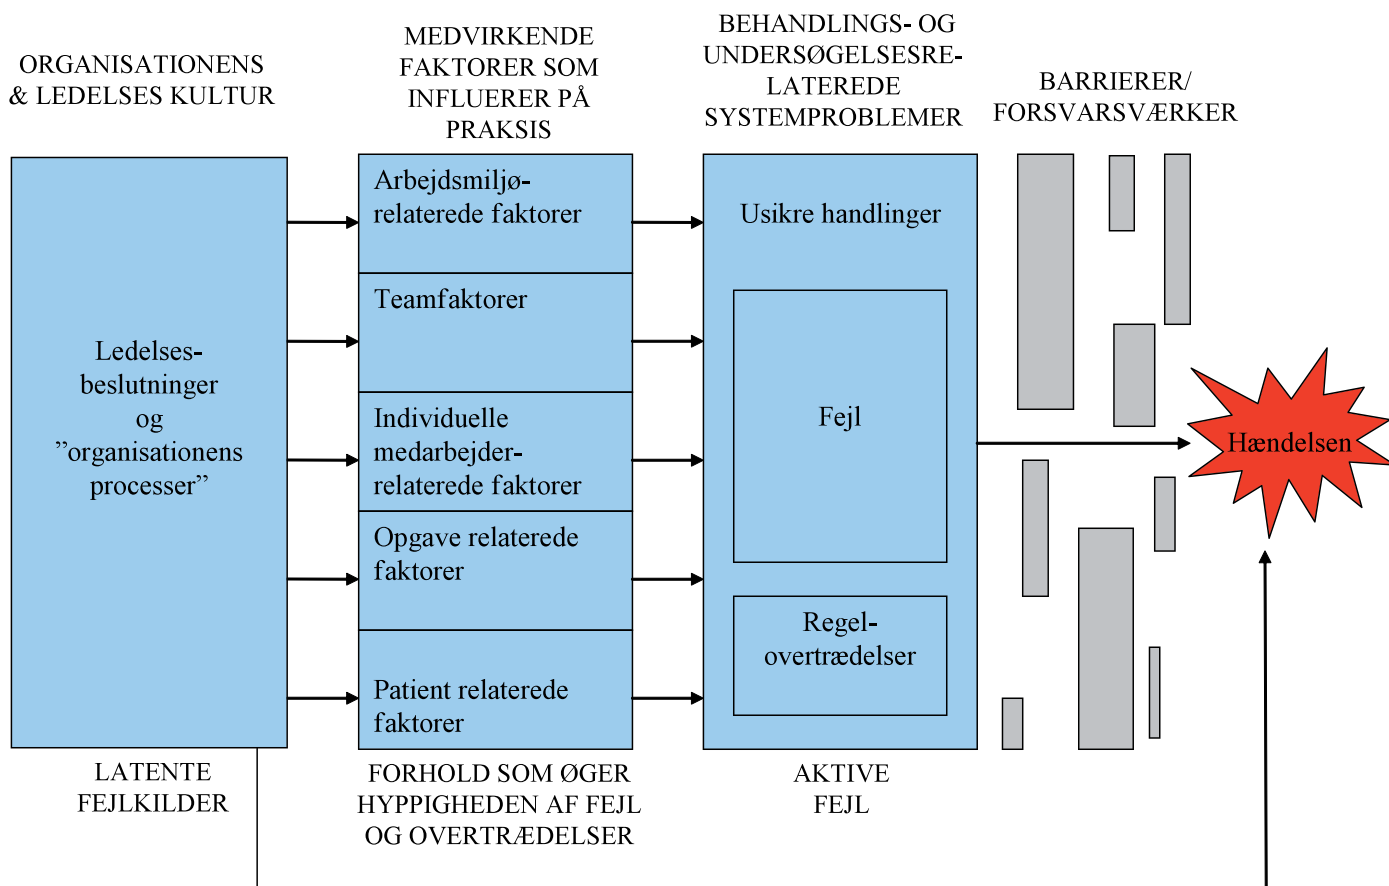 ORGANISATIONENS
& LEDELSES KULTUR
MEDVIRKENDE
FAKTORER SOM
INFLUERER PÅ
PRAKSIS
BEHANDLINGS- OG
UNDERSØGELSESRE-
LATEREDE
SYSTEMPROBLEMER
BARRIERER/
FORSVARSVÆRKER
Ledelses-
beslutninger
og
”organisationens
processer”
Arbejdsmiljø-
relaterede faktorer
Teamfaktorer
Individuelle
medarbejder-
relaterede faktorer
Opgave relaterede
faktorer
Patient relaterede
faktorer
Usikre handlinger
Fejl
Regel-
overtrædelser
Hændelsen
LATENTE
FEJLKILDER
FORHOLD SOM ØGER
HYPPIGHEDEN AF FEJL
OG OVERTRÆDELSER
AKTIVE
FEJL